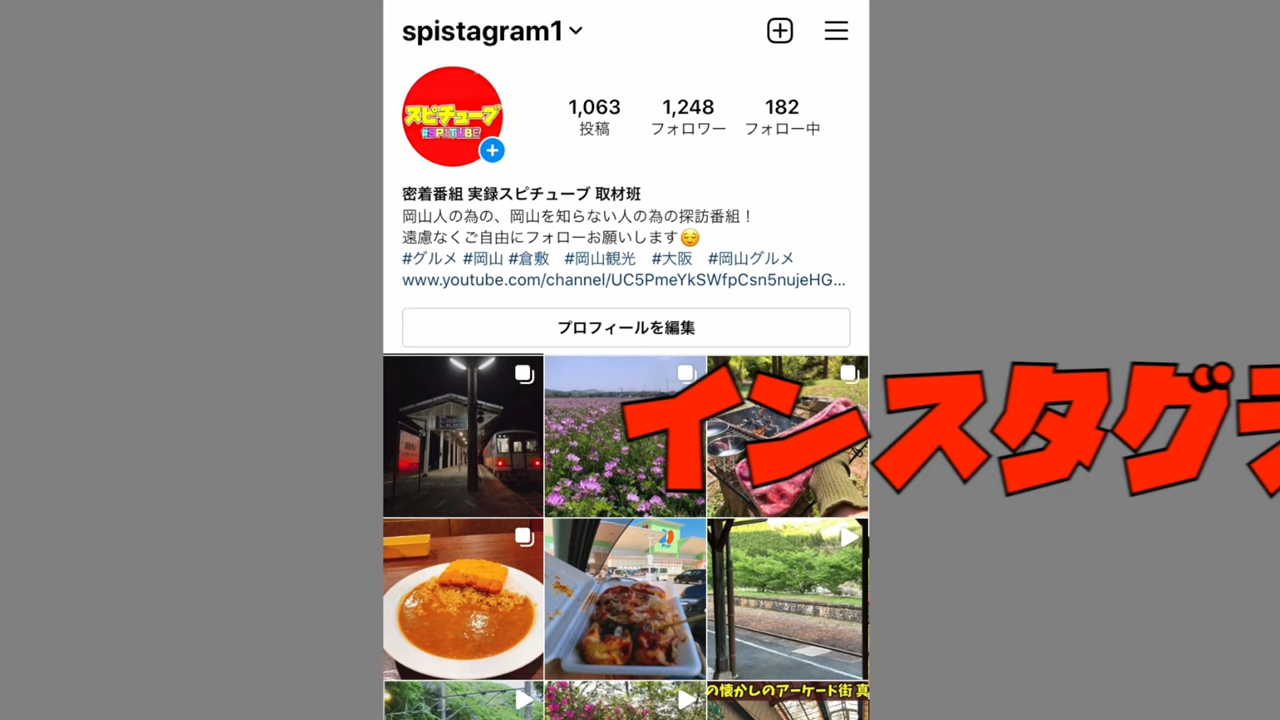 spistagram1
スピチューブ
#SPiTUBE
1,063
投稿
1,248
フォロワー
182
フォロー中
密着番組 実録スピチューブ 取材班
岡山人の為の、岡山を知らない人の為の探訪番組！
遠慮なくご自由にフォローお願いします😌
#グルメ #岡山 #倉敷　#岡山観光　#大阪　#岡山グルメ
www.youtube.com/channel/UC5PmeYkSWfpCsn5nujeHG...
プロフィールを編集
インスタグラ
の懐かしのアーケード街 真